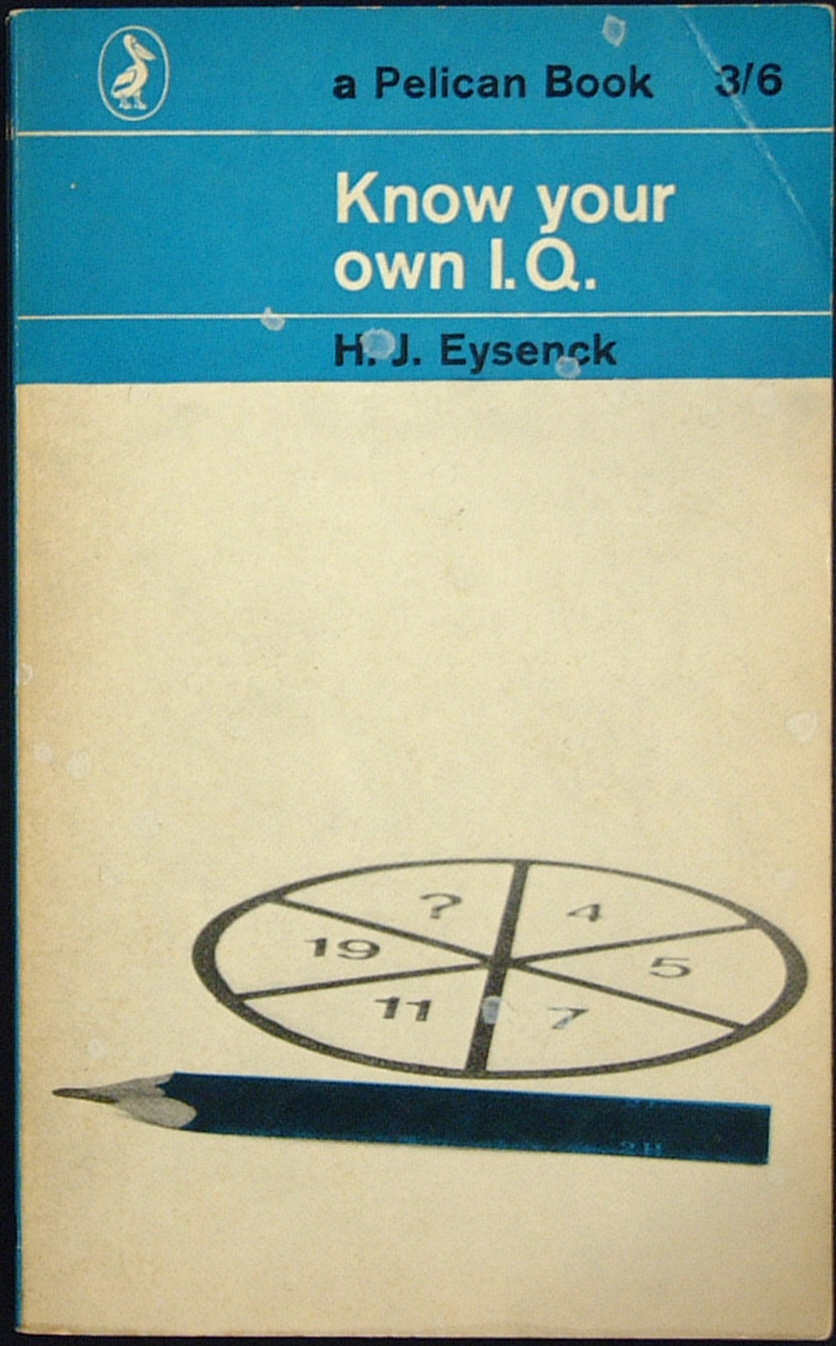 a Pelican Book 3/6
Know your
own I.Q.
H. J. Eysenck
? 4
19 5
11 7